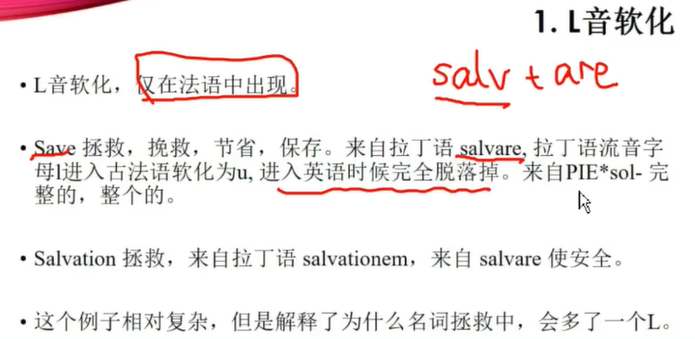 1. L音软化
salv + are
• L音软化，仅在法语中出现。
• Save 拯救，挽救，节省，保存。来自拉丁语 salvare, 拉丁语流音字
母l进入古法语软化为u, 进入英语时候完全脱落掉。来自PIE*sol- 完
整的，整个的。
• Salvation 拯救，来自拉丁语 salvationem，来自 salvare 使安全。
• 这个例子相对复杂，但是解释了为什么名词拯救中，会多了一个L。